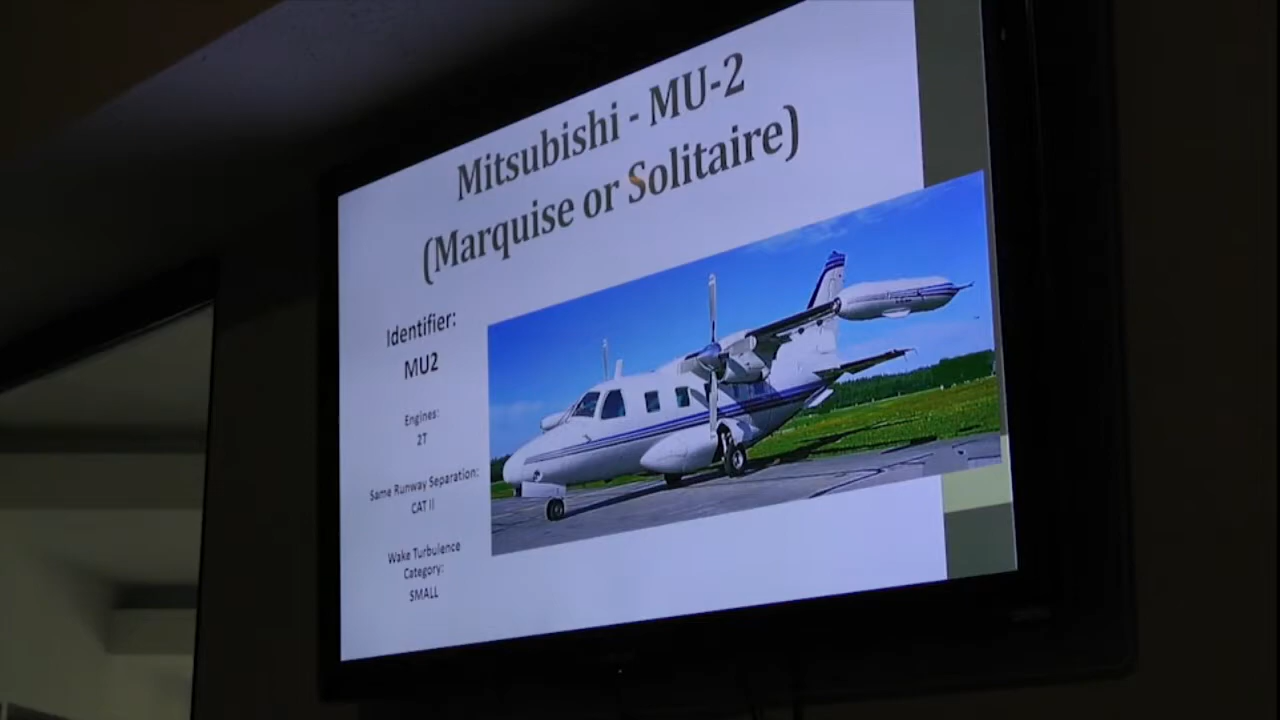 Mitsubishi - MU-2
(Marquise or Solitaire)
Identifier:
MU2
Engines:
2T
Same Runway Separation:
CAT II
Wake Turbulence
Category:
SMALL